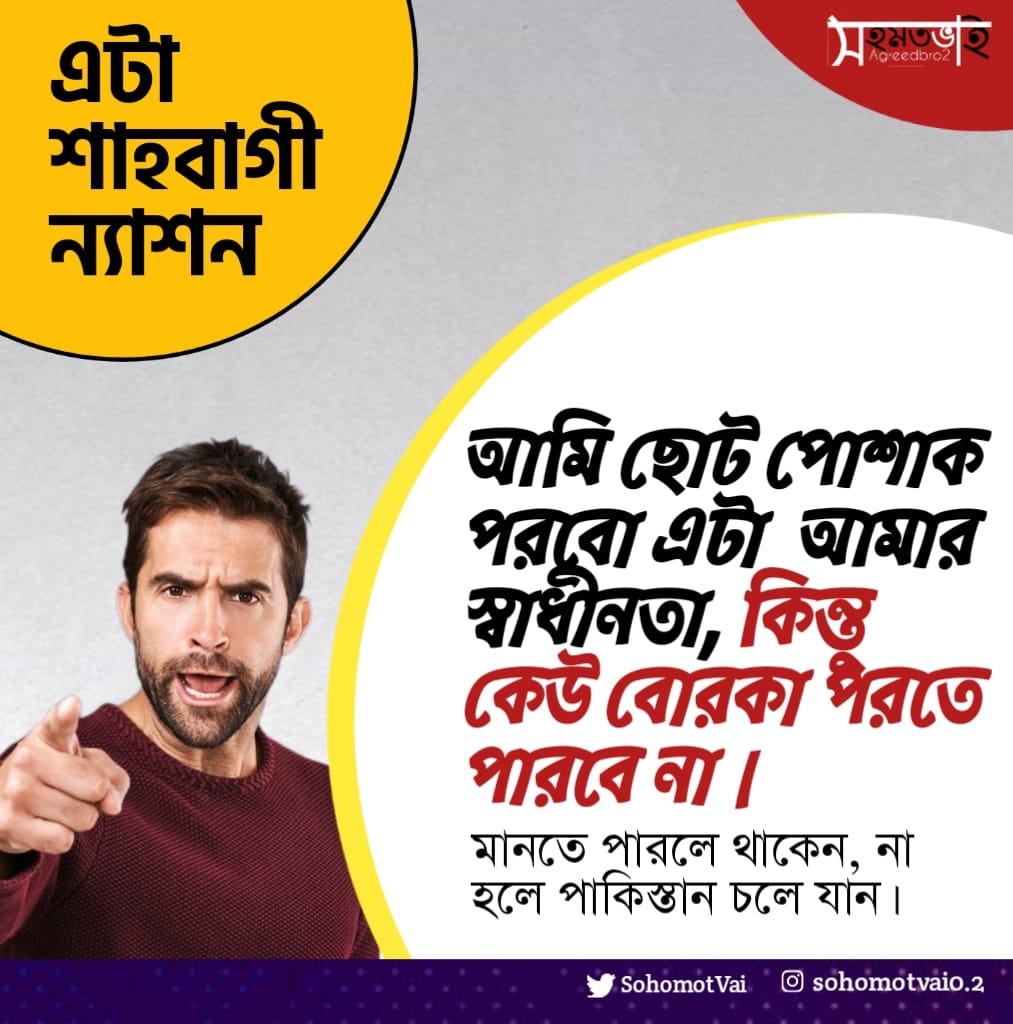 এটা
শাহবাগী
ন্যাশন
সহমতভাই
Agreedbro2
আমি ছোট পোশাক
পরবো এটা আমার
স্বাধীনতা, কিন্তু
কেউ বোরকা পরতে
পারবে না।
মানতে পারলে থাকেন, না
হলে পাকিস্তান চলে যান।
SohomotVai
sohomotvaio.2